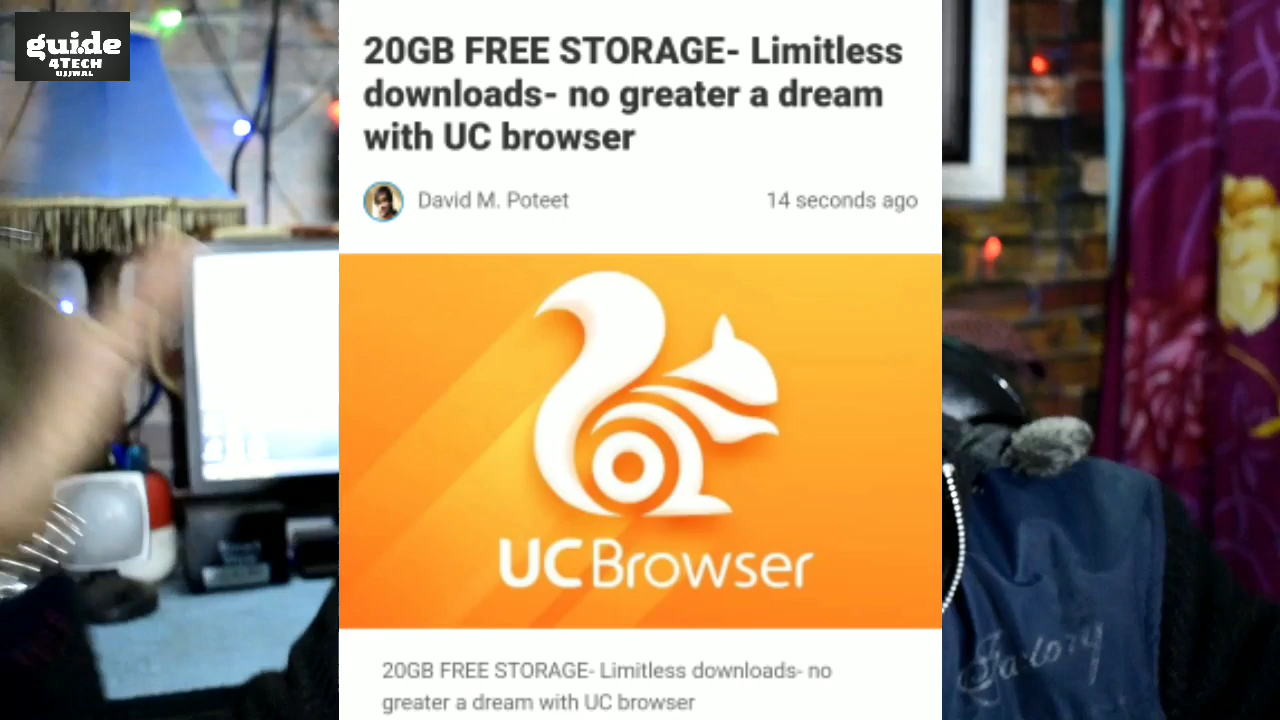 guide
4TECH
UJJWAL
20GB FREE STORAGE- Limitless
downloads- no greater a dream
with UC browser
David M. Poteet
14 seconds ago
UC Browser
20GB FREE STORAGE- Limitless downloads- no
greater a dream with UC browser
Factory